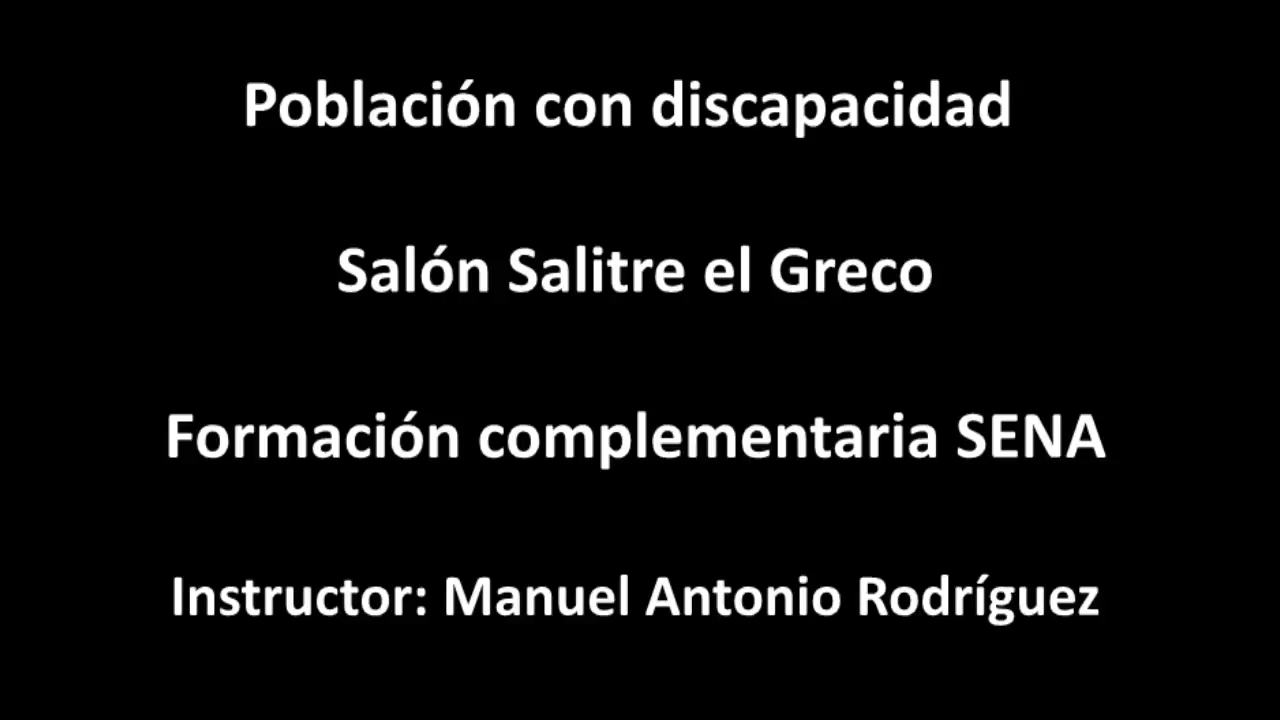 Población con discapacidad
Salón Salitre el Greco
Formación complementaria SENA
Instructor: Manuel Antonio Rodríguez